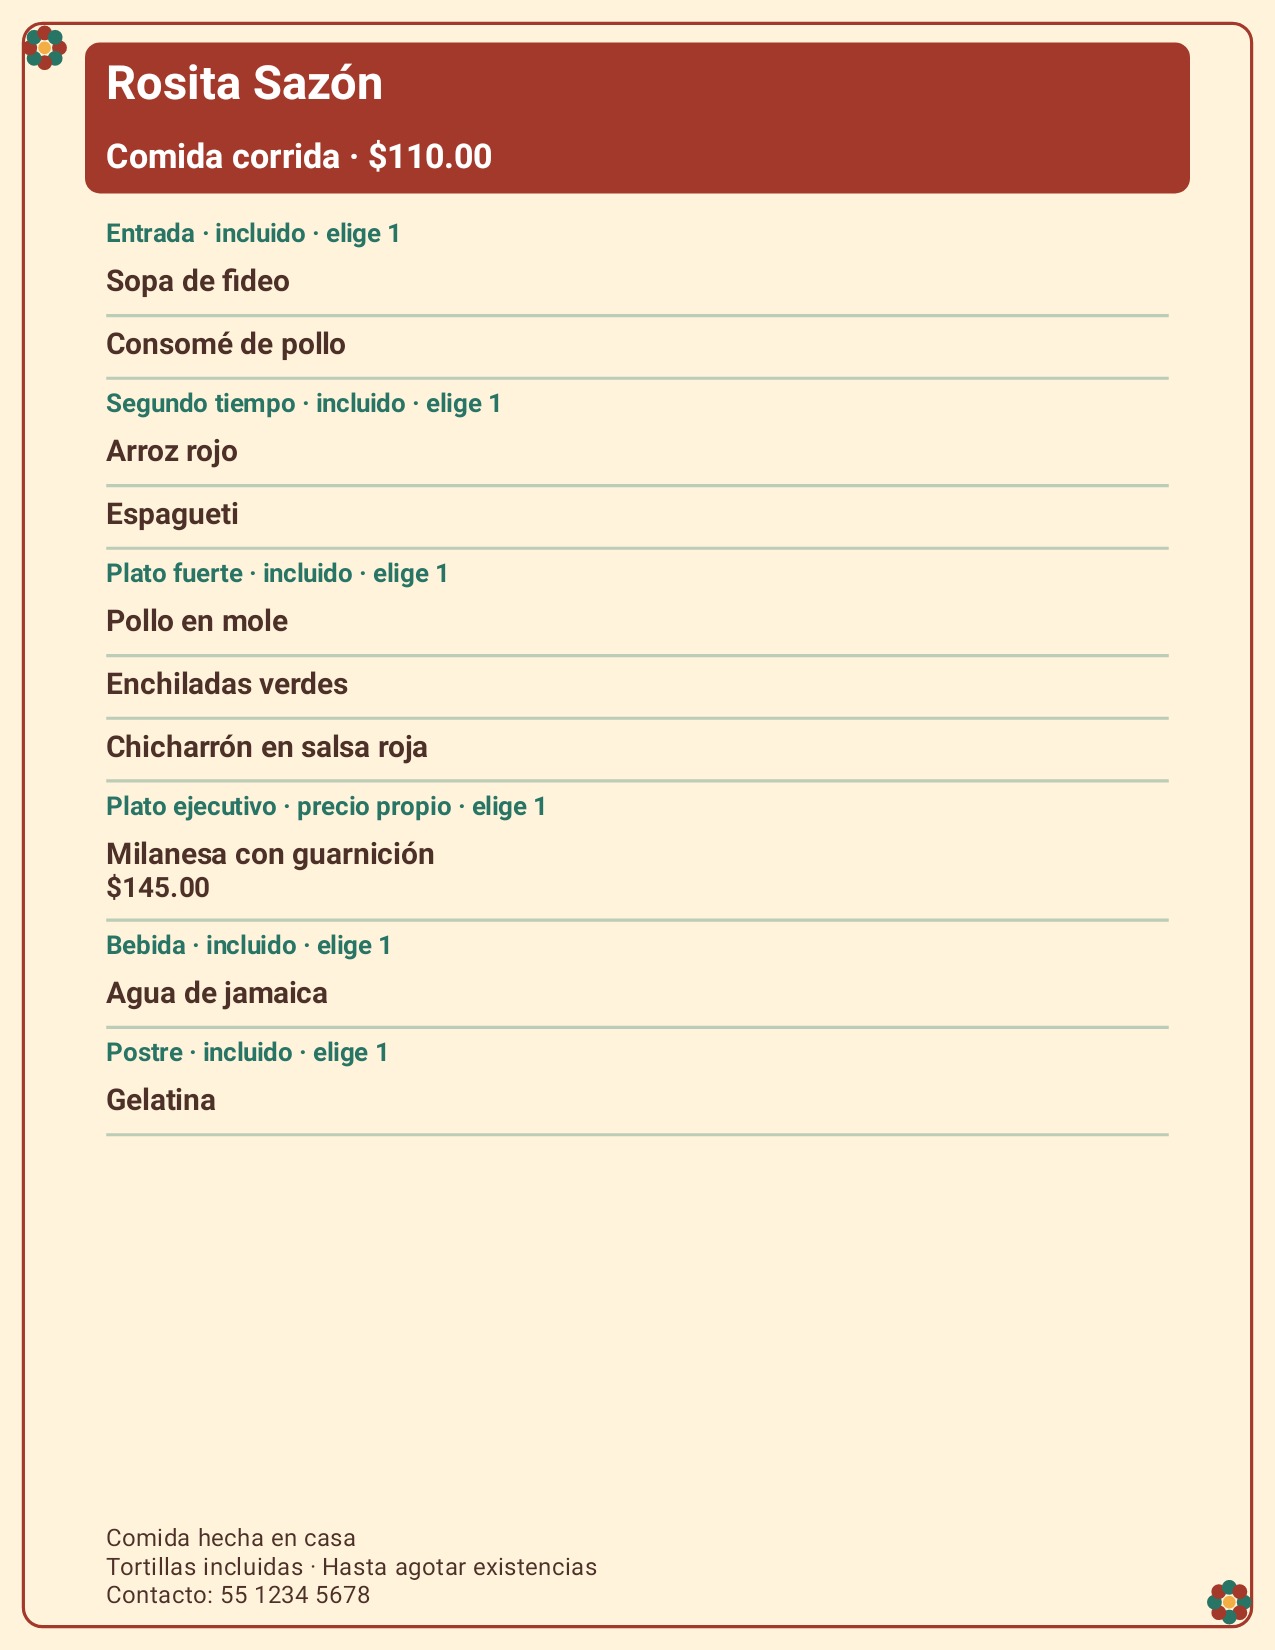 Rosita Sazón
Comida corrida · $110.00
Entrada · incluido · elige 1
Sopa de fideo
Consomé de pollo
Segundo tiempo · incluido · elige 1
Arroz rojo
Espagueti
Plato fuerte · incluido · elige 1
Pollo en mole
Enchiladas verdes
Chicharrón en salsa roja
Plato ejecutivo · precio propio · elige 1
Milanesa con guarnición
$145.00
Bebida · incluido · elige 1
Agua de jamaica
Postre · incluido · elige 1
Gelatina
Comida hecha en casa
Tortillas incluidas · Hasta agotar existencias
Contacto: 55 1234 5678